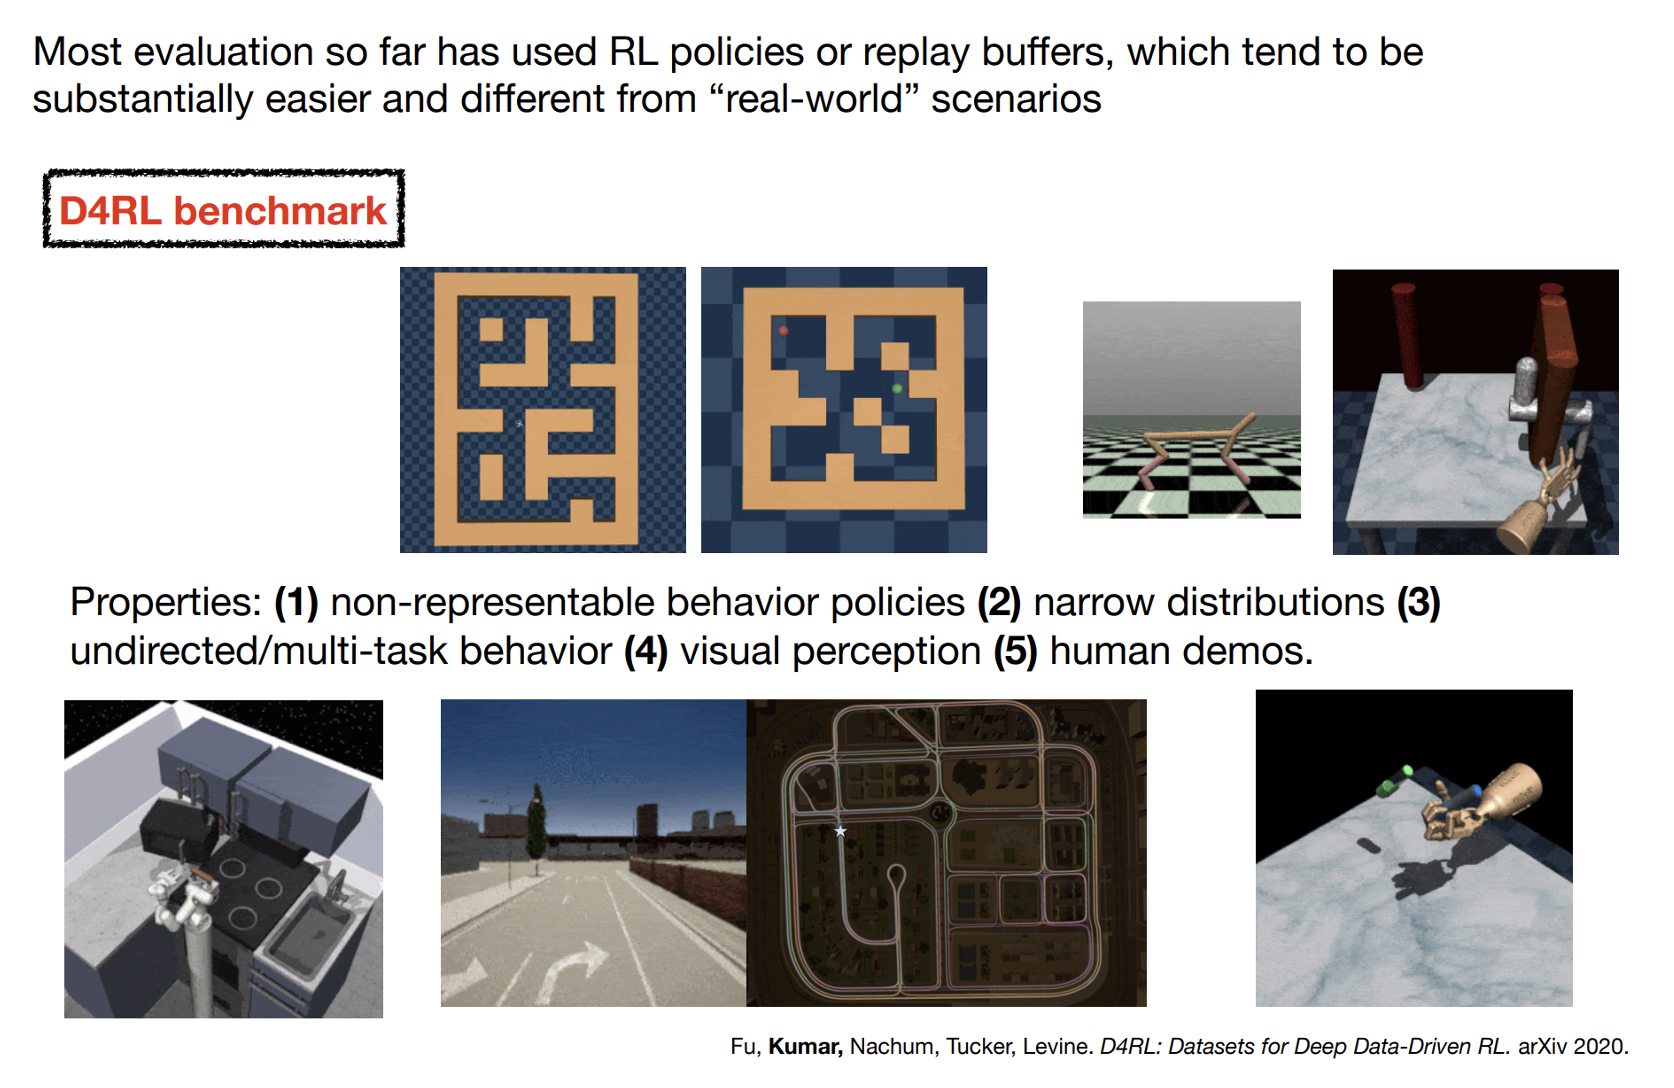 Most evaluation so far has used RL policies or replay buffers, which tend to be
substantially easier and different from “real-world” scenarios
D4RL benchmark
Properties: (1) non-representable behavior policies (2) narrow distributions (3)
undirected/multi-task behavior (4) visual perception (5) human demos.
Fu, Kumar, Nachum, Tucker, Levine. D4RL: Datasets for Deep Data-Driven RL. arXiv 2020.